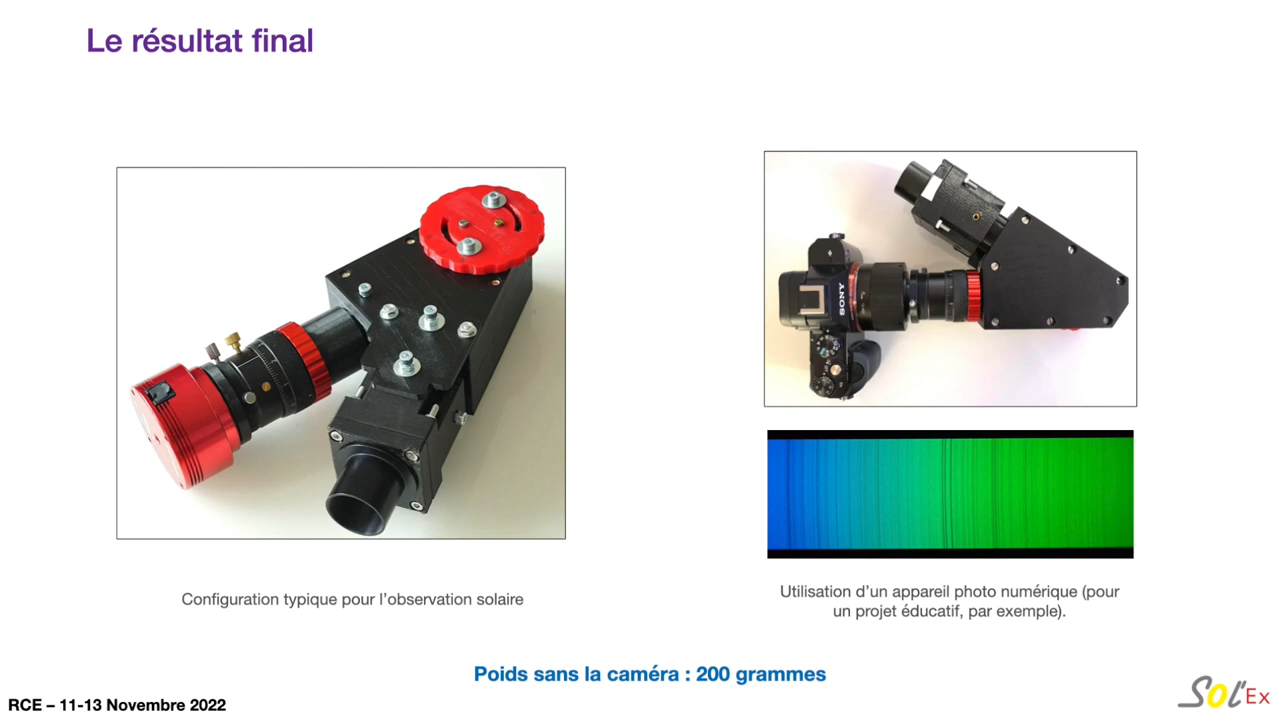 Le résultat final
SONY
Configuration typique pour l’observation solaire
Utilisation d’un appareil photo numérique (pour
un projet éducatif, par exemple).
Poids sans la caméra : 200 grammes
RCE – 11-13 Novembre 2022
Sol'Ex